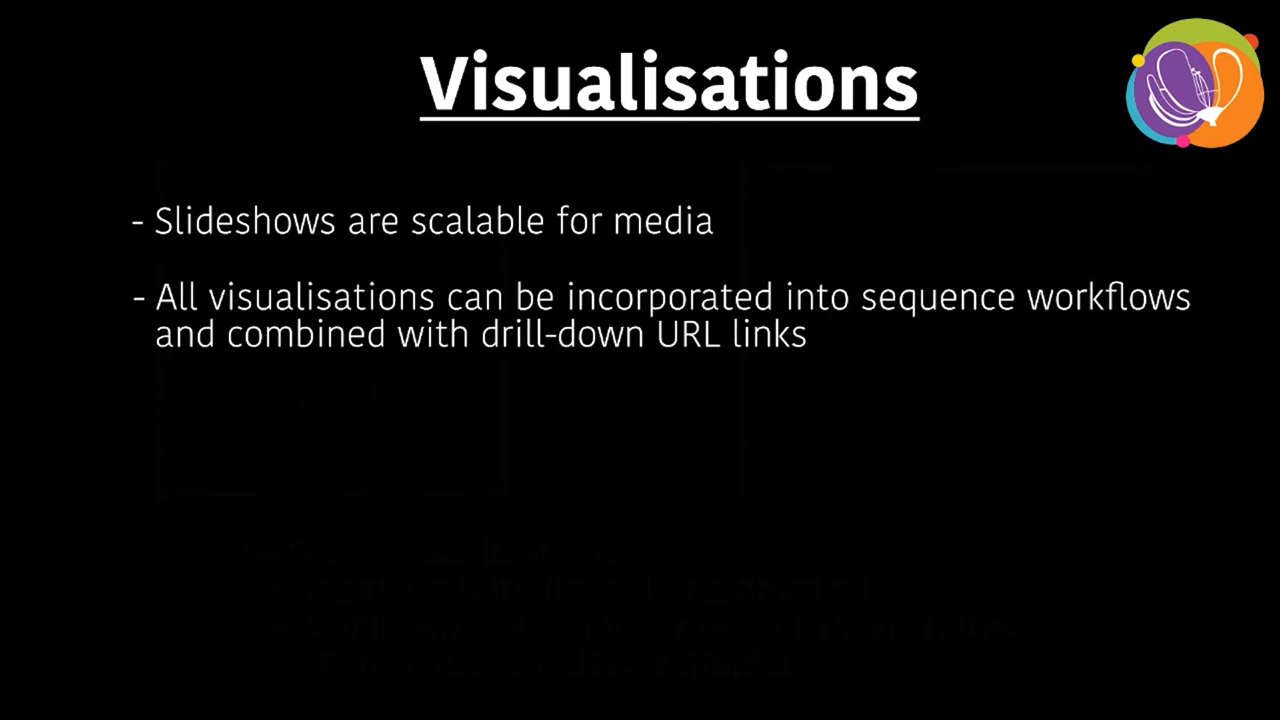 Visualisations
- Slideshows are scalable for media
- All visualisations can be incorporated into sequence workflows
and combined with drill-down URL links